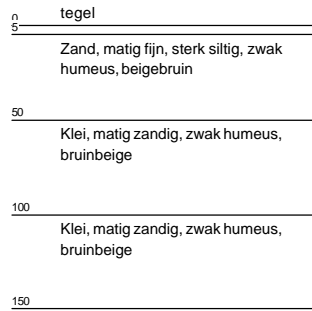 0
tegel
5
Zand, matig fijn, sterk siltig, zwak
humeus, beigebruin
50
Klei, matig zandig, zwak humeus,
bruinbeige
100
Klei, matig zandig, zwak humeus,
bruinbeige
150